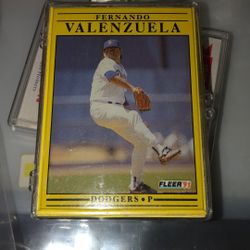 FERNANDO
VALENZUELA
FLEER '91
DODGERS • P